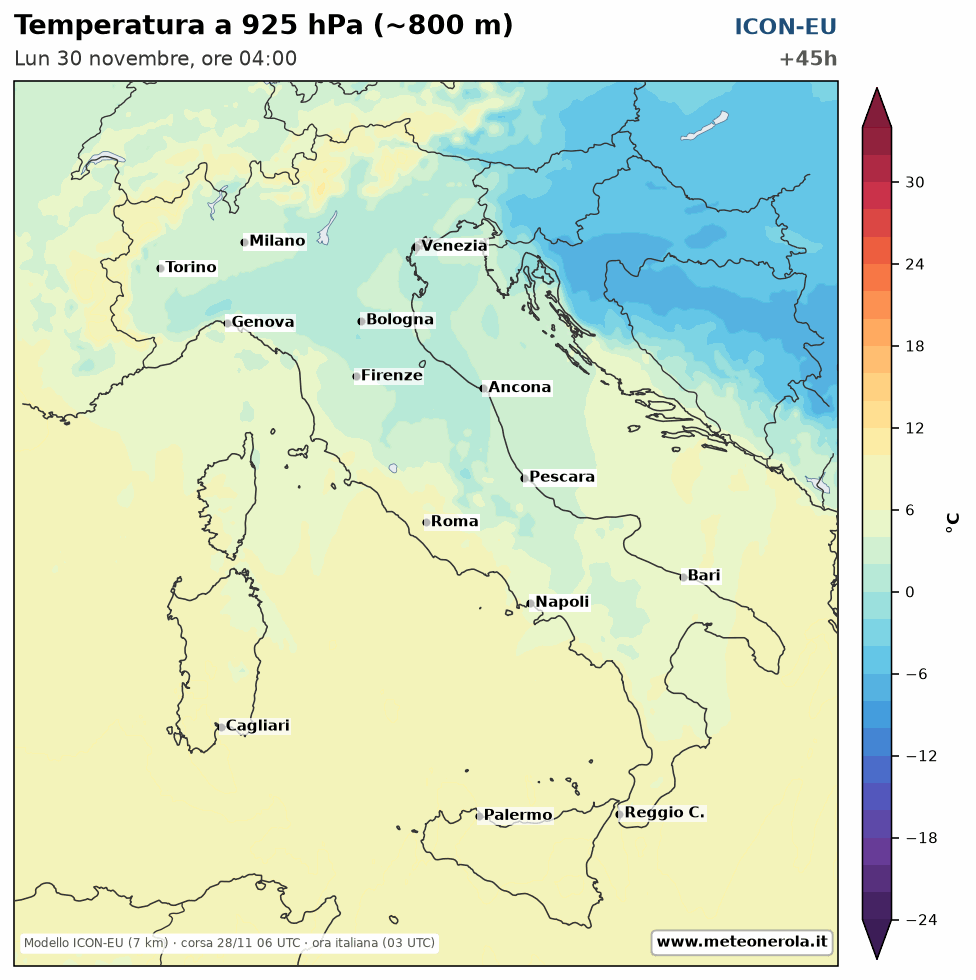 Temperatura a 925 hPa (~800 m)
ICON-EU
Lun 30 novembre, ore 04:00
+45h
Milano
Venezia
Torino
Genova
Bologna
Firenze
Ancona
Pescara
Roma
Bari
Napoli
Cagliari
Palermo
Reggio C.
30
24
18
12
6
0
−6
−12
−18
−24
°C
Modello ICON-EU (7 km) · corsa 28/11 06 UTC · ora italiana (03 UTC)
www.meteonerola.it